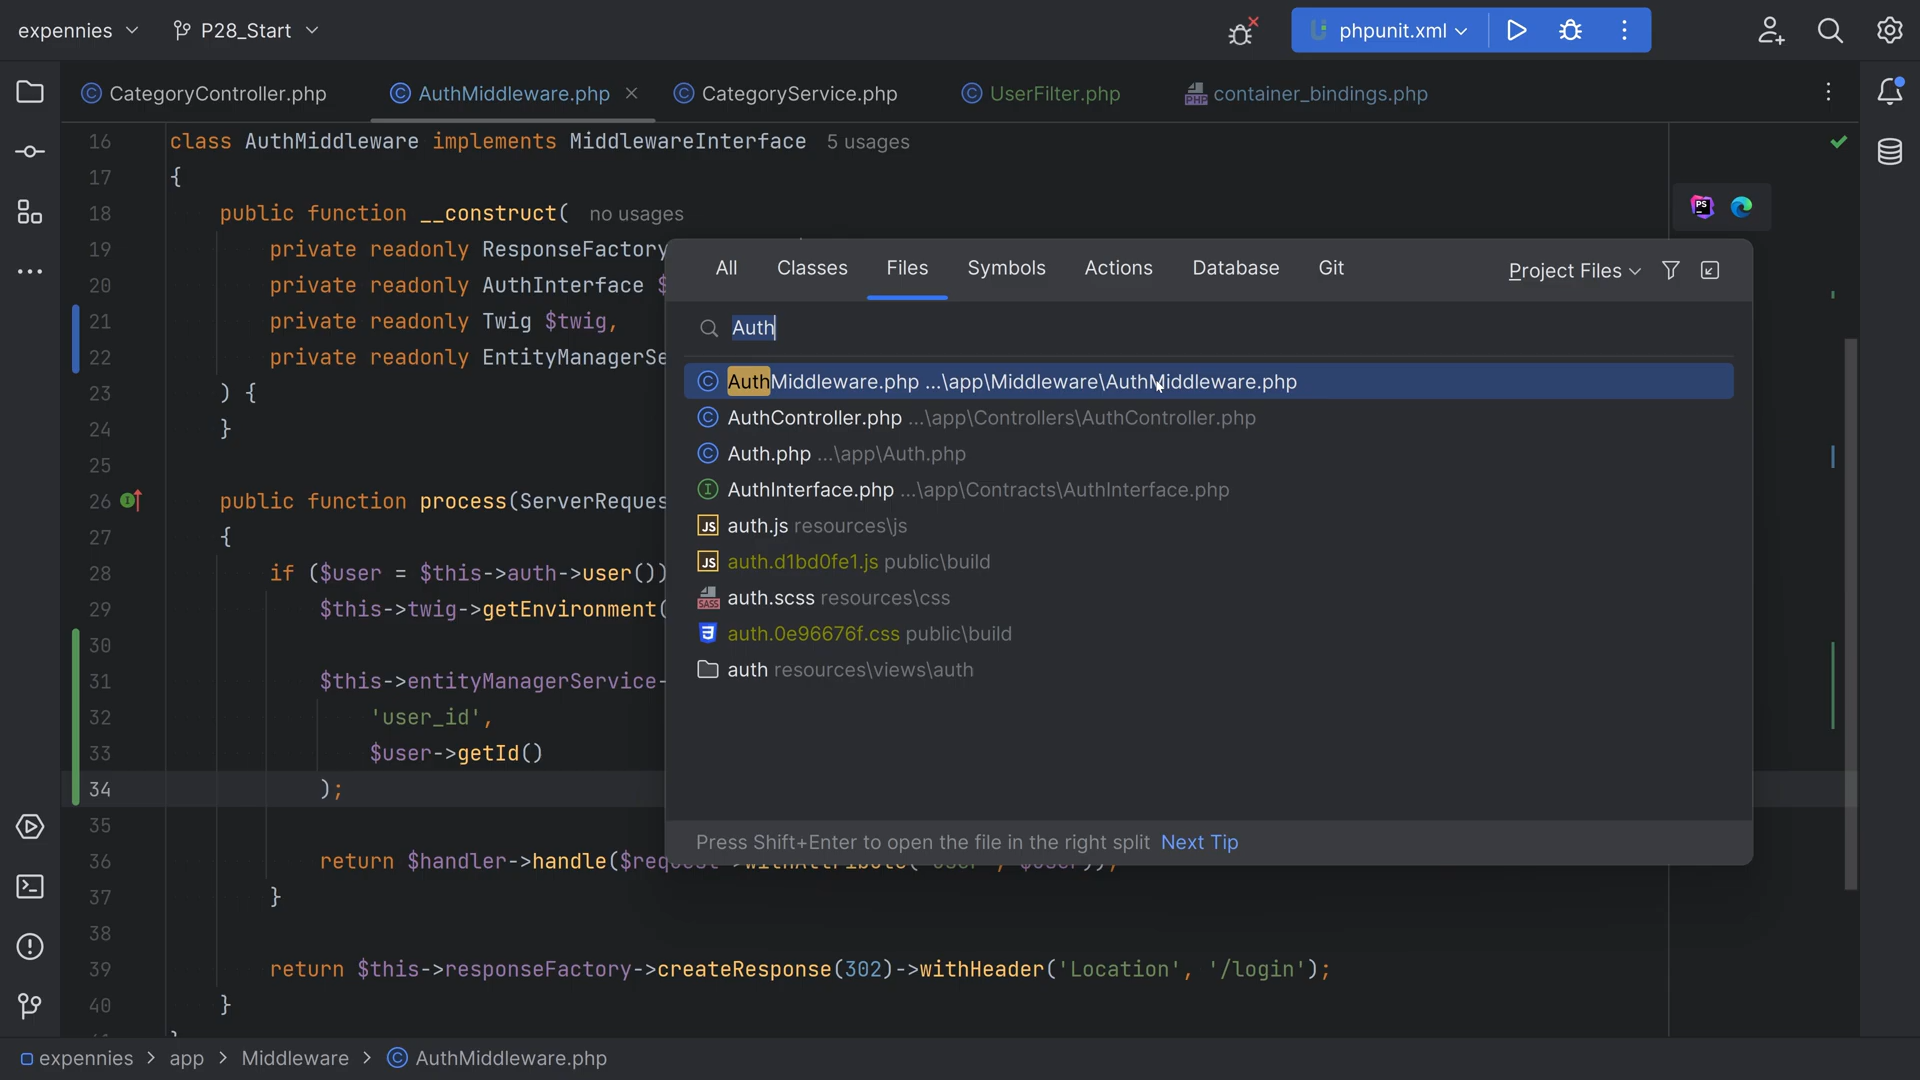 expennies
P28_Start
phpunit.xml
CategoryController.php
AuthMiddleware.php
CategoryService.php
UserFilter.php
container_bindings.php
16 class AuthMiddleware implements MiddlewareInterface 5 usages
17 {
18 public function __construct( no usages
19 private readonly ResponseFactory
20 private readonly AuthInterface $
21 private readonly Twig $twig,
22 private readonly EntityManagerSe
23 ) {
24 }
25
26 public function process(ServerReques
27 {
28 if ($user = $this->auth->user())
29 $this->twig->getEnvironment(
30
31 $this->entityManagerService-
32 'user_id',
33 $user->getId()
34 );
35
36 return $handler->handle($request->withAttribute('user', $user));
37 }
38
39 return $this->responseFactory->createResponse(302)->withHeader('Location', '/login');
40 }
All Classes Files Symbols Actions Database Git Project Files
Auth
AuthMiddleware.php ...\app\Middleware\AuthMiddleware.php
AuthController.php ...\app\Controllers\AuthController.php
Auth.php ...\app\Auth.php
AuthInterface.php ...\app\Contracts\AuthInterface.php
auth.js resources\js
auth.d1bd0fe1.js public\build
auth.scss resources\css
auth.0e96676f.css public\build
auth resources\views\auth
Press Shift+Enter to open the file in the right split Next Tip
expennies > app > Middleware > AuthMiddleware.php